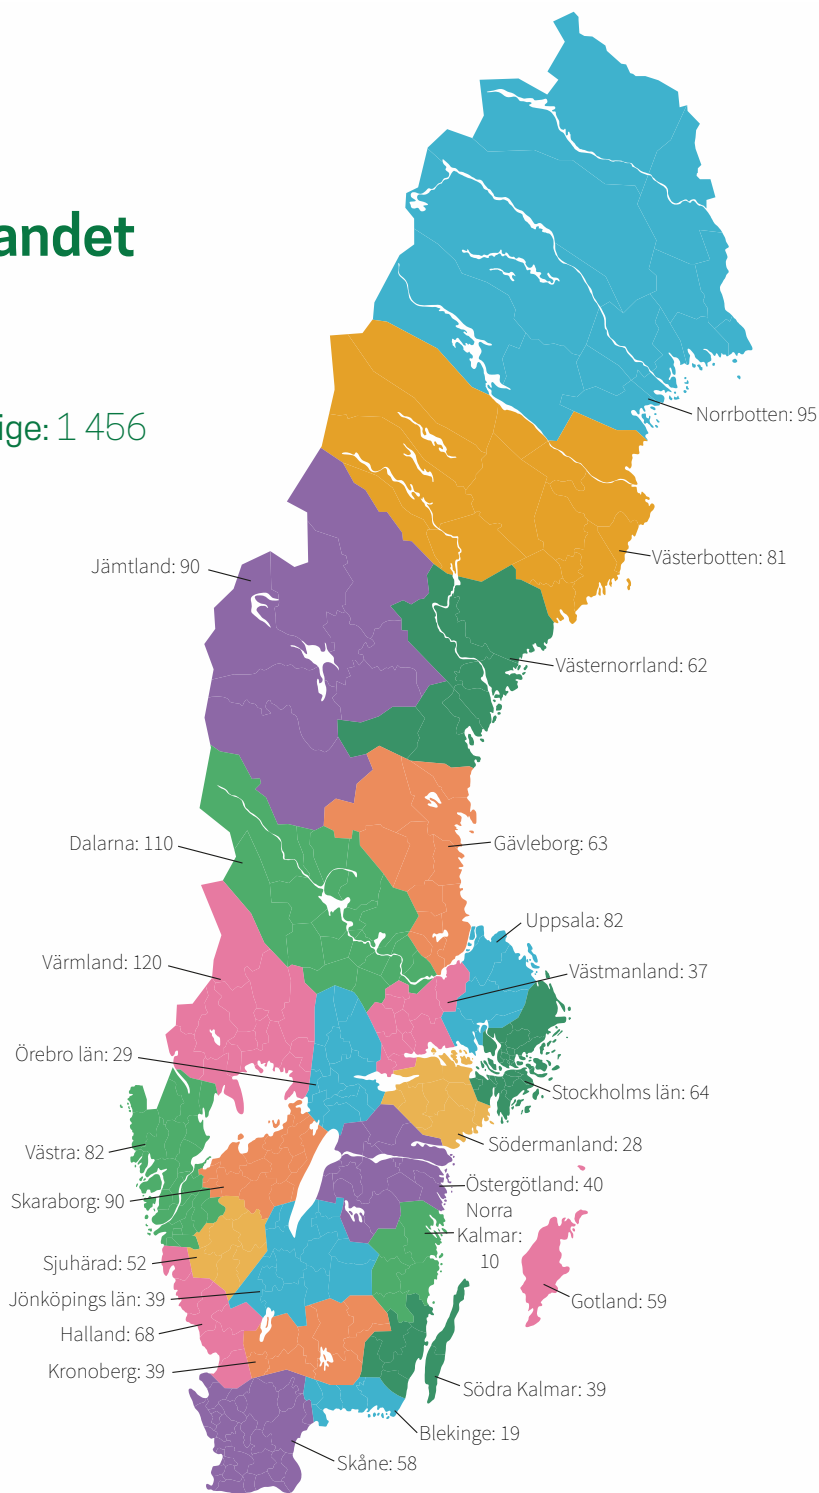 andet
ige: 1 456
Norrbotten: 95
Västerbotten: 81
Jämtland: 90
Västernorrland: 62
Dalarna: 110
Gävleborg: 63
Uppsala: 82
Värmland: 120
Västmanland: 37
Örebro län: 29
Stockholms län: 64
Västra: 82
Södermanland: 28
Skaraborg: 90
Östergötland: 40
Norra
Kalmar:
10
Sjuhärad: 52
Jönköpings län: 39
Gotland: 59
Halland: 68
Kronoberg: 39
Södra Kalmar: 39
Blekinge: 19
Skåne: 58